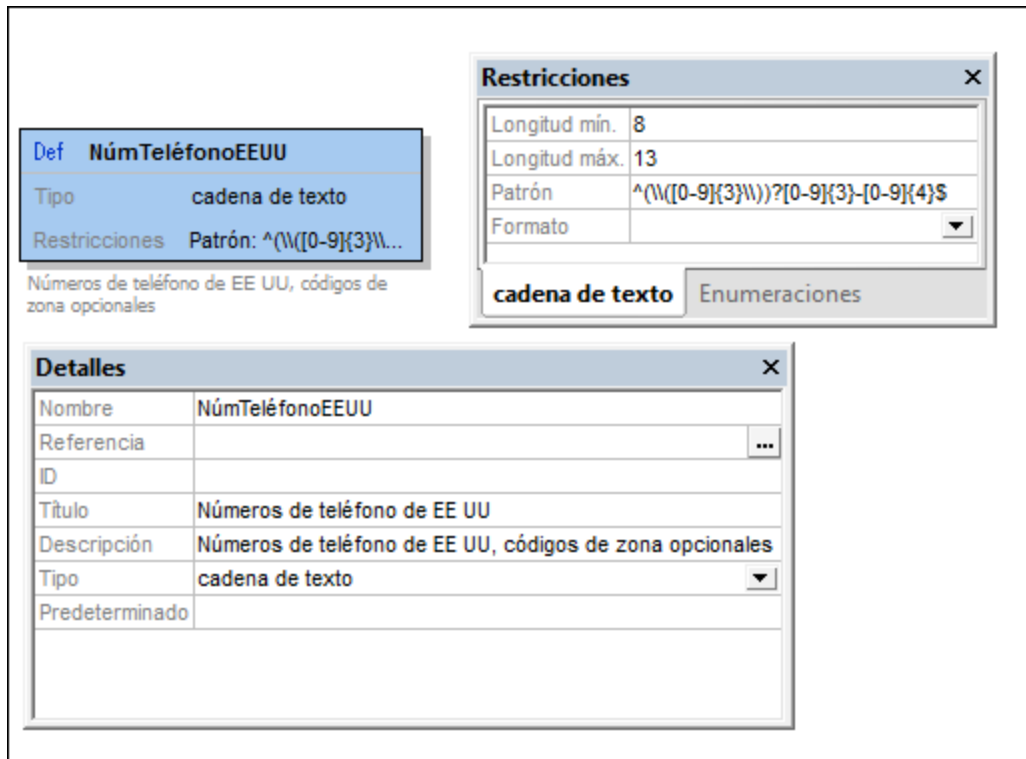 Restricciones
Longitud mín. 8
Longitud máx. 13
Patrón ^(\\([0-9]{3}\\))?[0-9]{3}-[0-9]{4}$
Formato
cadena de texto Enumeraciones
Def NúmTeléfonoEEUU
Tipo cadena de texto
Restricciones Patrón: ^(\\([0-9]{3}\\...
Números de teléfono de EE UU, códigos de
zona opcionales
Detalles
Nombre NúmTeléfonoEEUU
Referencia ...
ID
Título Números de teléfono de EE UU
Descripción Números de teléfono de EE UU, códigos de zona opcionales
Tipo cadena de texto
Predeterminado